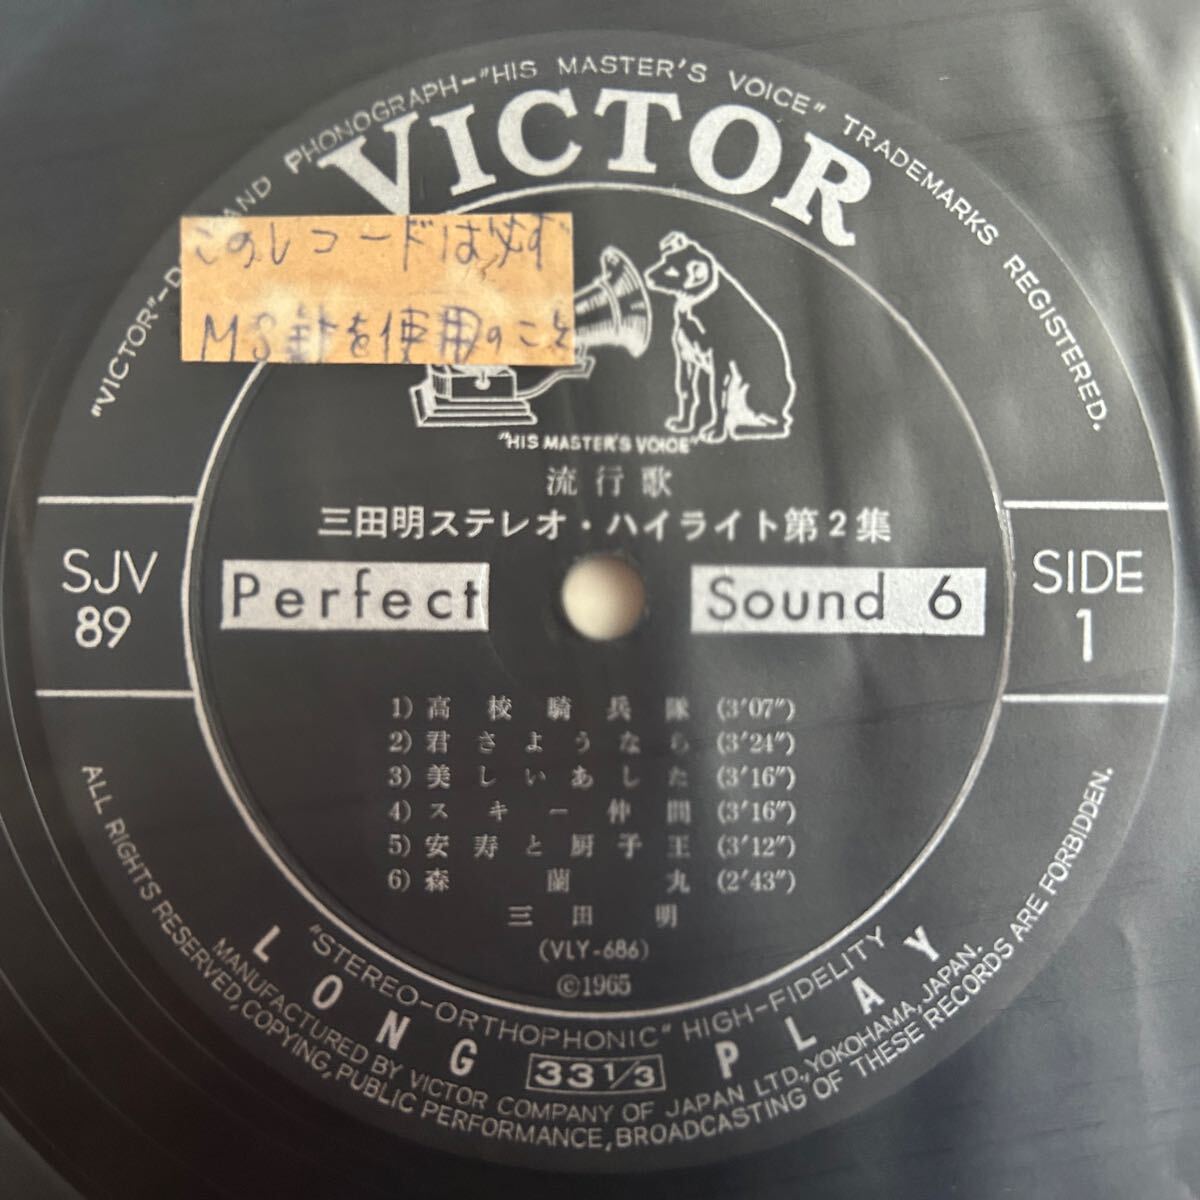 "VICTOR"-D AND PHONOGRAPH-"HIS MASTER'S VOICE" TRADEMARKS REGISTERED.
VICTOR
このレコードは必ず
MS針を使用のこと
"HIS MASTER'S VOICE"
流行歌
三田明ステレオ・ハイライト第2集
SJV
89
Perfect Sound 6
SIDE
1
1) 高校騎兵隊 (3'07")
2) 君さようなら (3'24")
3) 美しいあした (3'16")
4) スキー仲間 (3'16")
5) 安寿と厨子王 (3'12")
6) 森蘭丸 (2'43")
三田明
(VLY-686)
©1965
"STEREO-ORTHOPHONIC" HIGH-FIDELITY
LONG PLAY
33 1/3
MANUFACTURED BY VICTOR COMPANY OF JAPAN LTD., YOKOHAMA, JAPAN.
ALL RIGHTS RESERVED, COPYING, PUBLIC PERFORMANCE, BROADCASTING OF THESE RECORDS ARE FORBIDDEN.